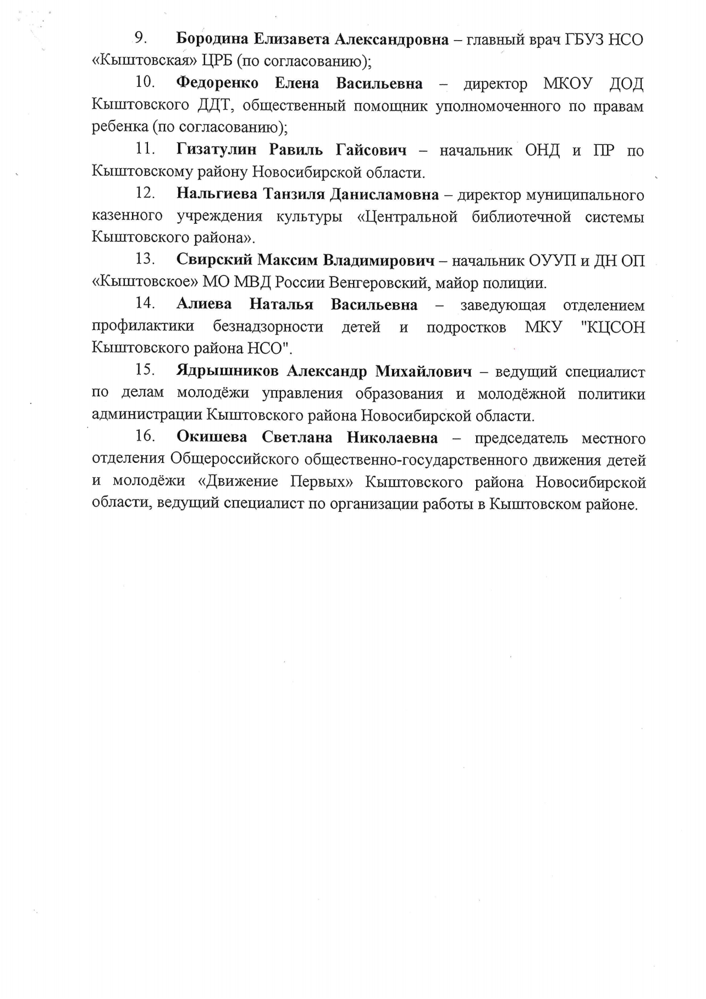 9. Бородина Елизавета Александровна – главный врач ГБУЗ НСО
«Кыштовская» ЦРБ (по согласованию);
10. Федоренко Елена Васильевна – директор МКОУ ДОД
Кыштовского ДДТ, общественный помощник уполномоченного по правам
ребенка (по согласованию);
11. Гизатулин Равиль Гайсович – начальник ОНД и ПР по
Кыштовскому району Новосибирской области.
12. Нальгиева Танзиля Данисламовна – директор муниципального
казенного учреждения культуры «Центральной библиотечной системы
Кыштовского района».
13. Свирский Максим Владимирович – начальник ОУУП и ДН ОП
«Кыштовское» МО МВД России Венгеровский, майор полиции.
14. Алиева Наталья Васильевна – заведующая отделением
профилактики безнадзорности детей и подростков МКУ "КЦСОН
Кыштовского района НСО".
15. Ядрышников Александр Михайлович – ведущий специалист
по делам молодёжи управления образования и молодёжной политики
администрации Кыштовского района Новосибирской области.
16. Окишева Светлана Николаевна – председатель местного
отделения Общероссийского общественно-государственного движения детей
и молодёжи «Движение Первых» Кыштовского района Новосибирской
области, ведущий специалист по организации работы в Кыштовском районе.